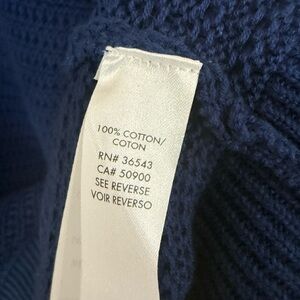 100% COTTON/
COTON
RN# 36543
CA# 50900
SEE REVERSE
VOIR REVERSO